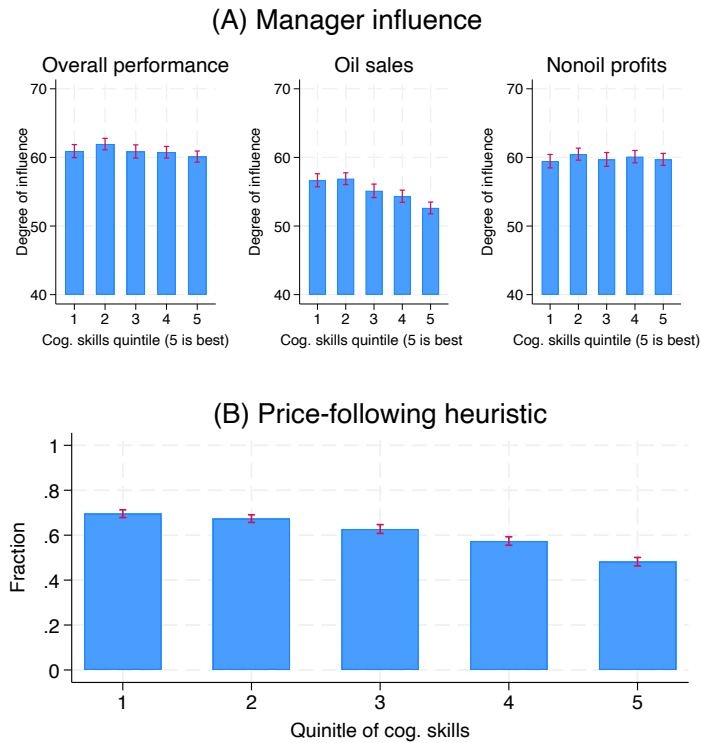 (A) Manager influence
Overall performance
70
60
50
40
Degree of influence
1 2 3 4 5
Cog. skills quintile (5 is best)
Oil sales
70
60
50
40
Degree of influence
1 2 3 4 5
Cog. skills quintile (5 is best
Nonoil profits
70
60
50
40
Degree of influence
1 2 3 4 5
Cog. skills quintile (5 is best)
(B) Price-following heuristic
1
.8
.6
.4
.2
0
Fraction
1 2 3 4 5
Quinitle of cog. skills